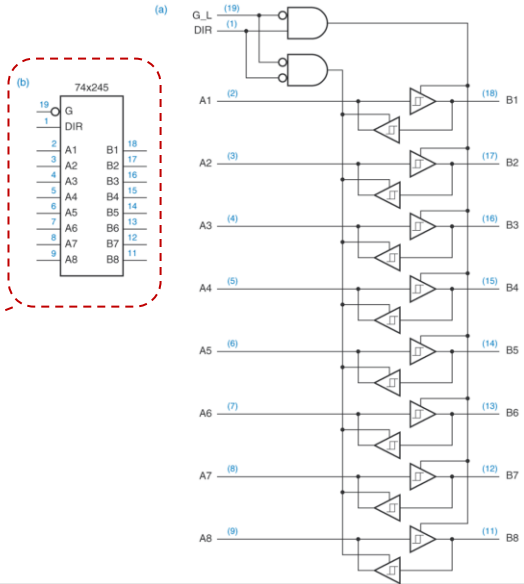 (a)
G_L (19)
DIR (1)
(b)
74x245
19 G
1 DIR
2 A1 B1 18
3 A2 B2 17
4 A3 B3 16
5 A4 B4 15
6 A5 B5 14
7 A6 B6 13
8 A7 B7 12
9 A8 B8 11
A1 (2) (18) B1
A2 (3) (17) B2
A3 (4) (16) B3
A4 (5) (15) B4
A5 (6) (14) B5
A6 (7) (13) B6
A7 (8) (12) B7
A8 (9) (11) B8